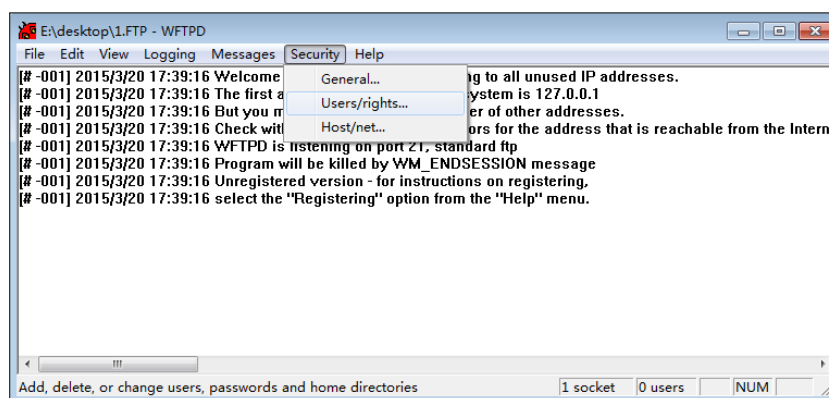 E:\desktop\1.FTP - WFTPD
File Edit View Logging Messages Security Help
General...
Users/rights...
Host/net...
[# -001] 2015/3/20 17:39:16 Welcome g to all unused IP addresses.
[# -001] 2015/3/20 17:39:16 The first a ystem is 127.0.0.1
[# -001] 2015/3/20 17:39:16 But you m er of other addresses.
[# -001] 2015/3/20 17:39:16 Check wit ors for the address that is reachable from the Intern
[# -001] 2015/3/20 17:39:16 WFTPD is listening on port 21, standard ftp
[# -001] 2015/3/20 17:39:16 Program will be killed by WM_ENDSESSION message
[# -001] 2015/3/20 17:39:16 Unregistered version - for instructions on registering,
[# -001] 2015/3/20 17:39:16 select the "Registering" option from the "Help" menu.
Add, delete, or change users, passwords and home directories 1 socket 0 users NUM